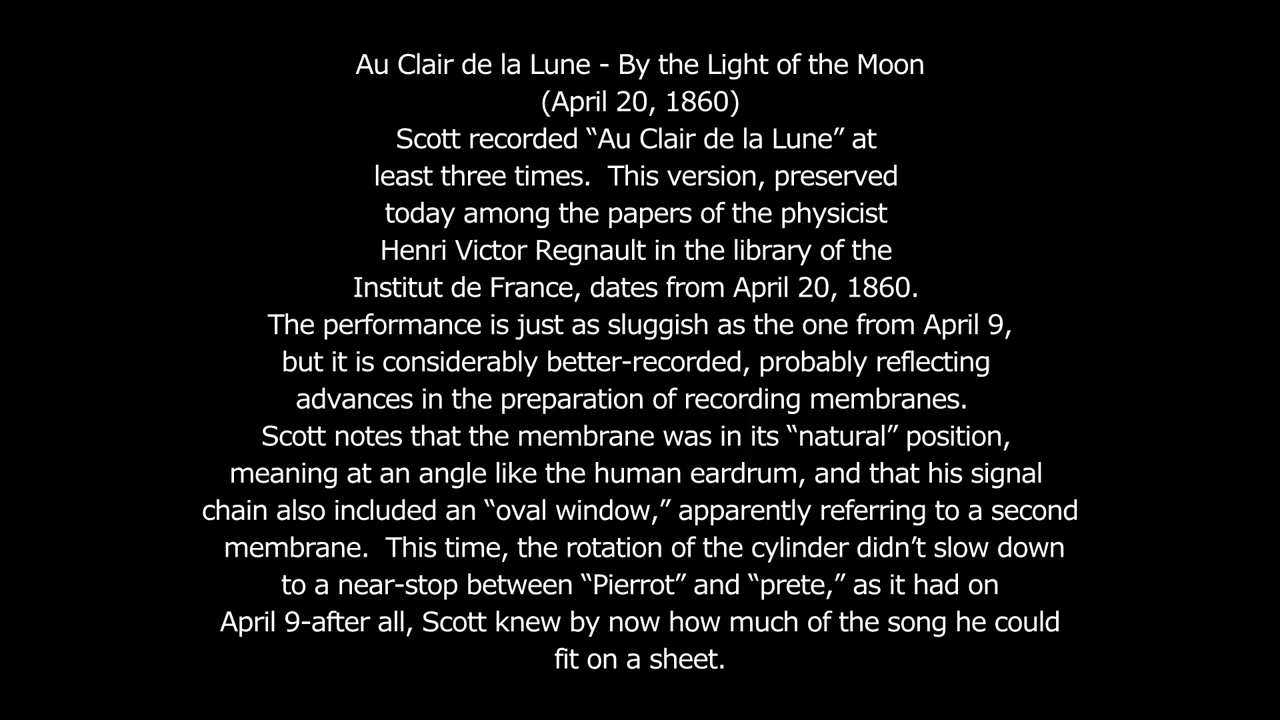 Au Clair de la Lune - By the Light of the Moon
(April 20, 1860)
Scott recorded “Au Clair de la Lune” at
least three times.  This version, preserved
today among the papers of the physicist
Henri Victor Regnault in the library of the
Institut de France, dates from April 20, 1860.
The performance is just as sluggish as the one from April 9,
but it is considerably better-recorded, probably reflecting
advances in the preparation of recording membranes.
Scott notes that the membrane was in its “natural” position,
meaning at an angle like the human eardrum, and that his signal
chain also included an “oval window,” apparently referring to a second
membrane.  This time, the rotation of the cylinder didn’t slow down
to a near-stop between “Pierrot” and “prete,” as it had on
April 9-after all, Scott knew by now how much of the song he could
fit on a sheet.